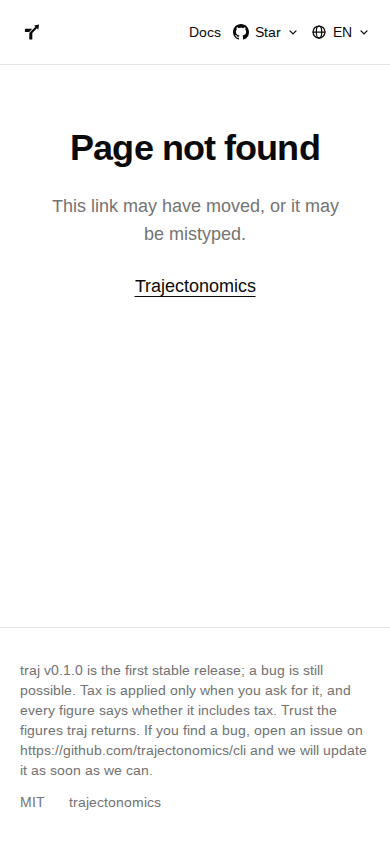 Docs Star EN
Page not found
This link may have moved, or it may
be mistyped.
Trajectonomics
traj v0.1.0 is the first stable release; a bug is still
possible. Tax is applied only when you ask for it, and
every figure says whether it includes tax. Trust the
figures traj returns. If you find a bug, open an issue on
https://github.com/trajectonomics/cli and we will update
it as soon as we can.
MIT trajectonomics